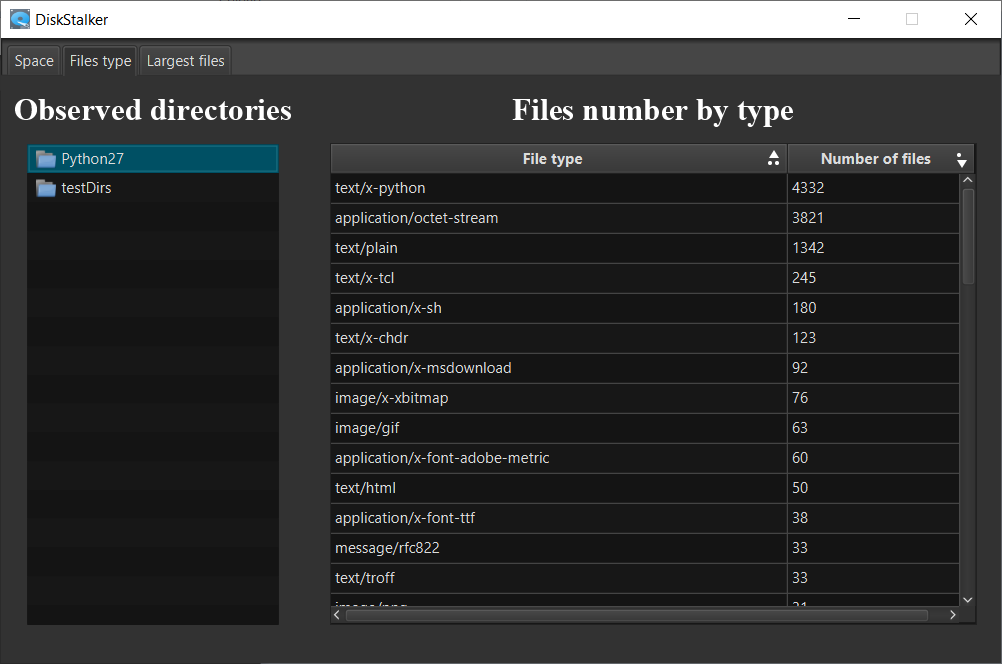 DiskStalker
Space Files type Largest files
Observed directories
Python27
testDirs
Files number by type
File type Number of files
text/x-python 4332
application/octet-stream 3821
text/plain 1342
text/x-tcl 245
application/x-sh 180
text/x-chdr 123
application/x-msdownload 92
image/x-xbitmap 76
image/gif 63
application/x-font-adobe-metric 60
text/html 50
application/x-font-ttf 38
message/rfc822 33
text/troff 33